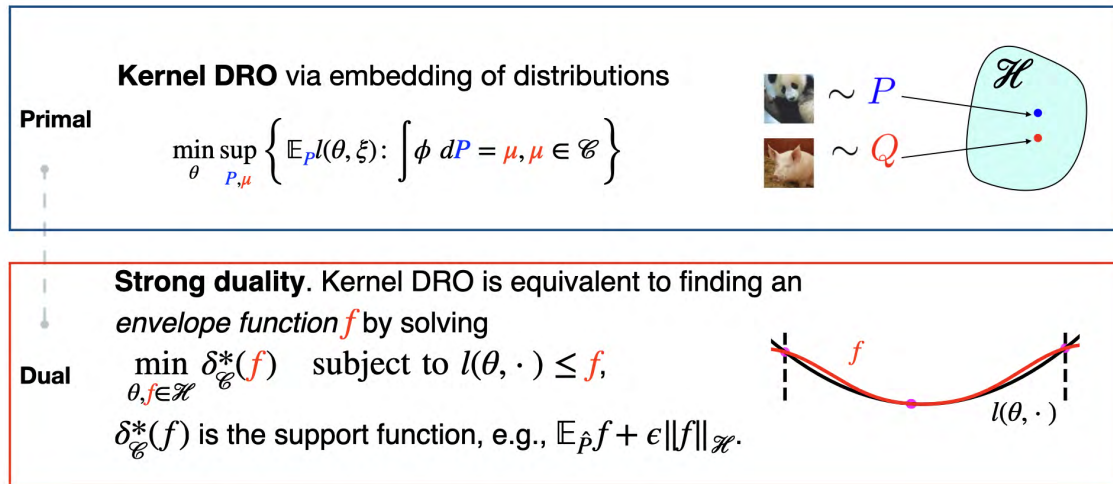 Kernel DRO via embedding of distributions
Primal
min sup { 𝔼_P l(θ, ξ): ∫ ϕ dP = μ, μ ∈ 𝒞 }
θ P,μ
∼ P
∼ Q
ℋ
Strong duality. Kernel DRO is equivalent to finding an
envelope function f by solving
Dual
min δ*_𝒞(f) subject to l(θ, ·) ≤ f,
θ,f∈ℋ
δ*_𝒞(f) is the support function, e.g., 𝔼_P̂ f + ϵ‖f‖_ℋ.
f
l(θ, ·)